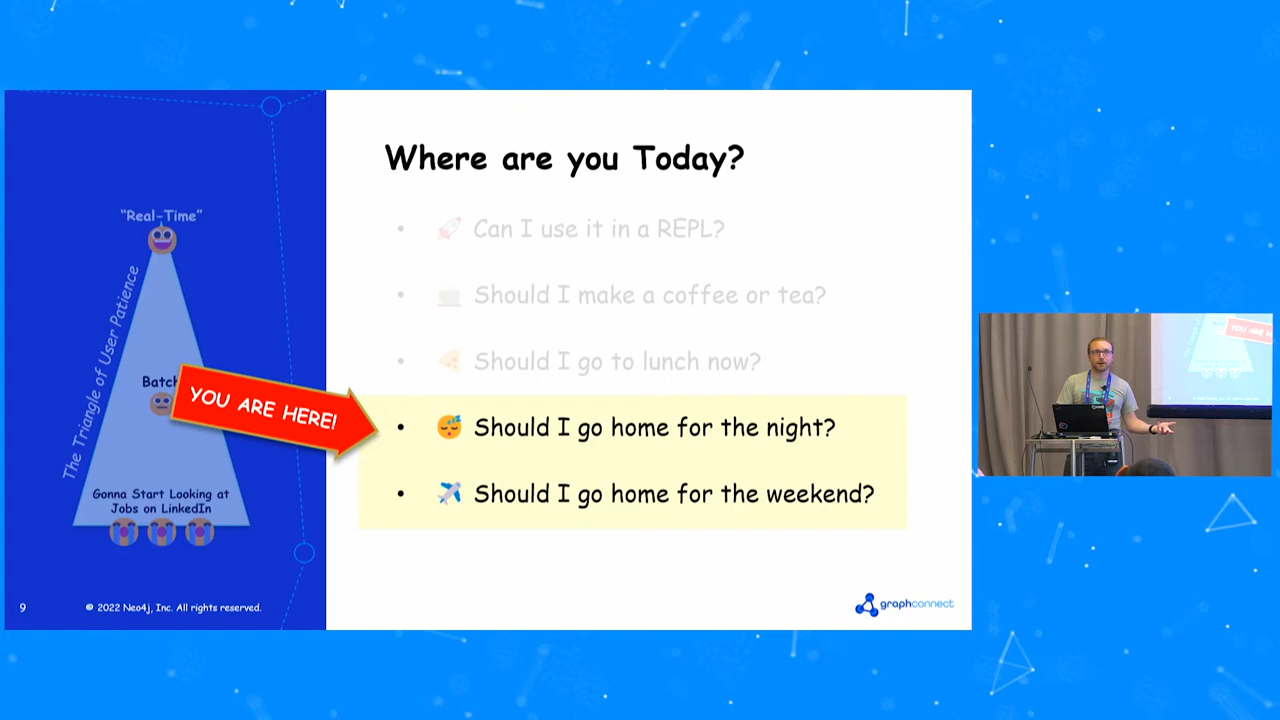 Where are you Today?
"Real-Time"
The Triangle of User Patience
Batch
YOU ARE HERE!
Gonna Start Looking at
Jobs on LinkedIn
• Can I use it in a REPL?
• Should I make a coffee or tea?
• Should I go to lunch now?
• Should I go home for the night?
• Should I go home for the weekend?
9
© 2022 Neo4j, Inc. All rights reserved.
graphconnect
YOU ARE H